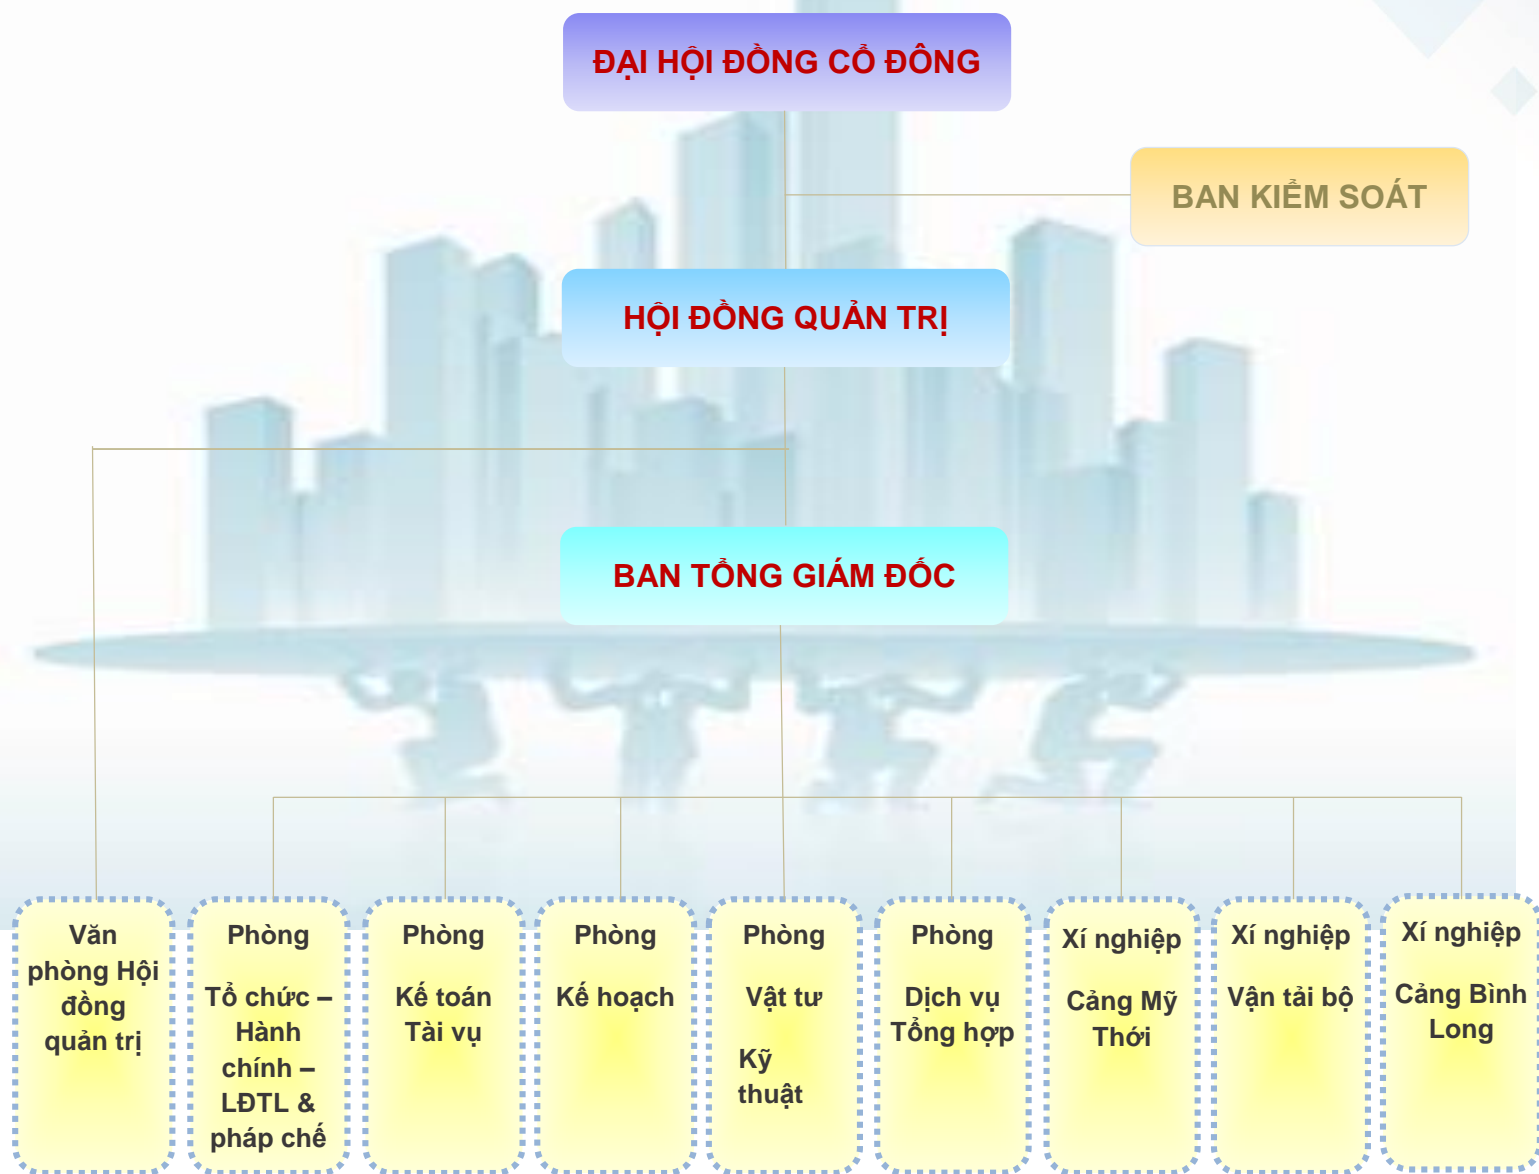 ĐẠI HỘI ĐỒNG CỔ ĐÔNG
BAN KIỂM SOÁT
HỘI ĐỒNG QUẢN TRỊ
BAN TỔNG GIÁM ĐỐC
Văn
phòng Hội
đồng
quản trị
Phòng
Tổ chức –
Hành
chính –
LĐTL &
pháp chế
Phòng
Kế toán
Tài vụ
Phòng
Kế hoạch
Phòng
Vật tư
Kỹ
thuật
Phòng
Dịch vụ
Tổng hợp
Xí nghiệp
Cảng Mỹ
Thới
Xí nghiệp
Vận tải bộ
Xí nghiệp
Cảng Bình
Long